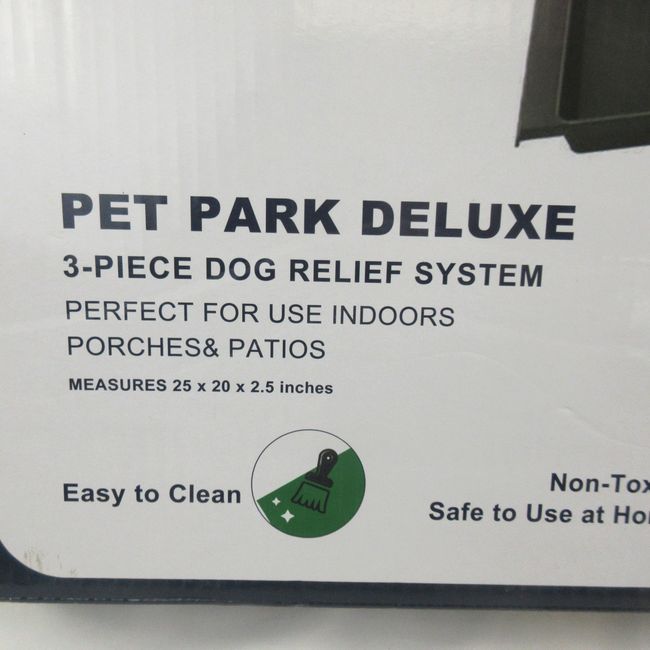 PET PARK DELUXE
3-PIECE DOG RELIEF SYSTEM
PERFECT FOR USE INDOORS
PORCHES& PATIOS
MEASURES 25 x 20 x 2.5 inches
Easy to Clean
Non-Tox
Safe to Use at Ho